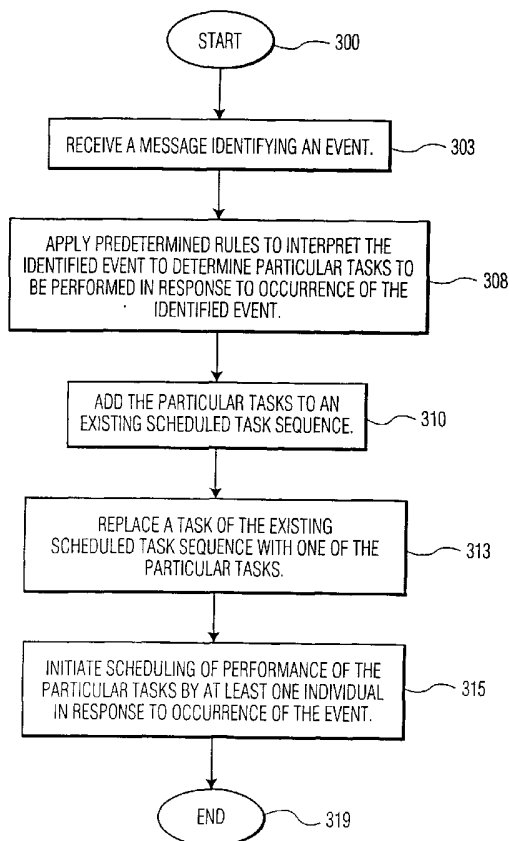 START
300
RECEIVE A MESSAGE IDENTIFYING AN EVENT.
303
APPLY PREDETERMINED RULES TO INTERPRET THE
IDENTIFIED EVENT TO DETERMINE PARTICULAR TASKS TO
BE PERFORMED IN RESPONSE TO OCCURRENCE OF THE
IDENTIFIED EVENT.
308
ADD THE PARTICULAR TASKS TO AN
EXISTING SCHEDULED TASK SEQUENCE.
310
REPLACE A TASK OF THE EXISTING
SCHEDULED TASK SEQUENCE WITH ONE OF THE
PARTICULAR TASKS.
313
INITIATE SCHEDULING OF PERFORMANCE OF THE
PARTICULAR TASKS BY AT LEAST ONE INDIVIDUAL
IN RESPONSE TO OCCURRENCE OF THE EVENT.
315
END
319